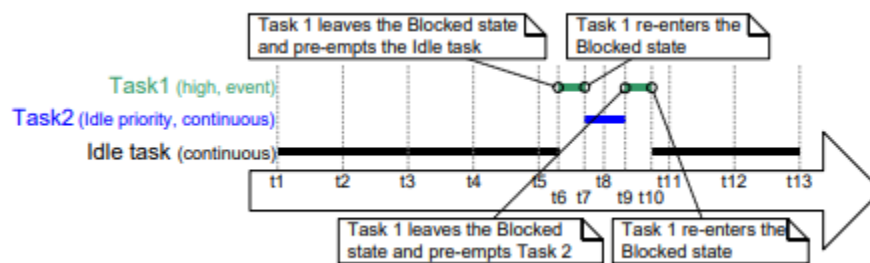 Task 1 leaves the Blocked state
and pre-empts the Idle task
Task 1 re-enters the
Blocked state
Task1 (high, event)
Task2 (Idle priority, continuous)
Idle task (continuous)
t1 t2 t3 t4 t5 t8 t11 t12 t13
t6 t7 t9 t10
Task 1 leaves the Blocked
state and pre-empts Task 2
Task 1 re-enters the
Blocked state